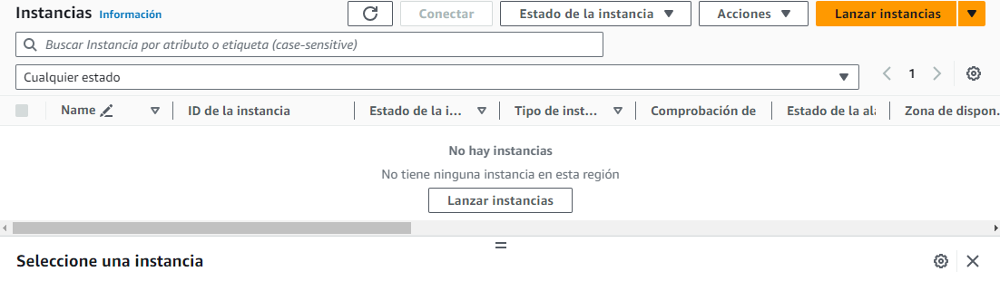 Instancias Información Conectar Estado de la instancia Acciones Lanzar instancias
Buscar Instancia por atributo o etiqueta (case-sensitive)
Cualquier estado 1
Name ID de la instancia Estado de la i... Tipo de inst... Comprobación de Estado de la ala Zona de dispon...
No hay instancias
No tiene ninguna instancia en esta región
Lanzar instancias
Seleccione una instancia